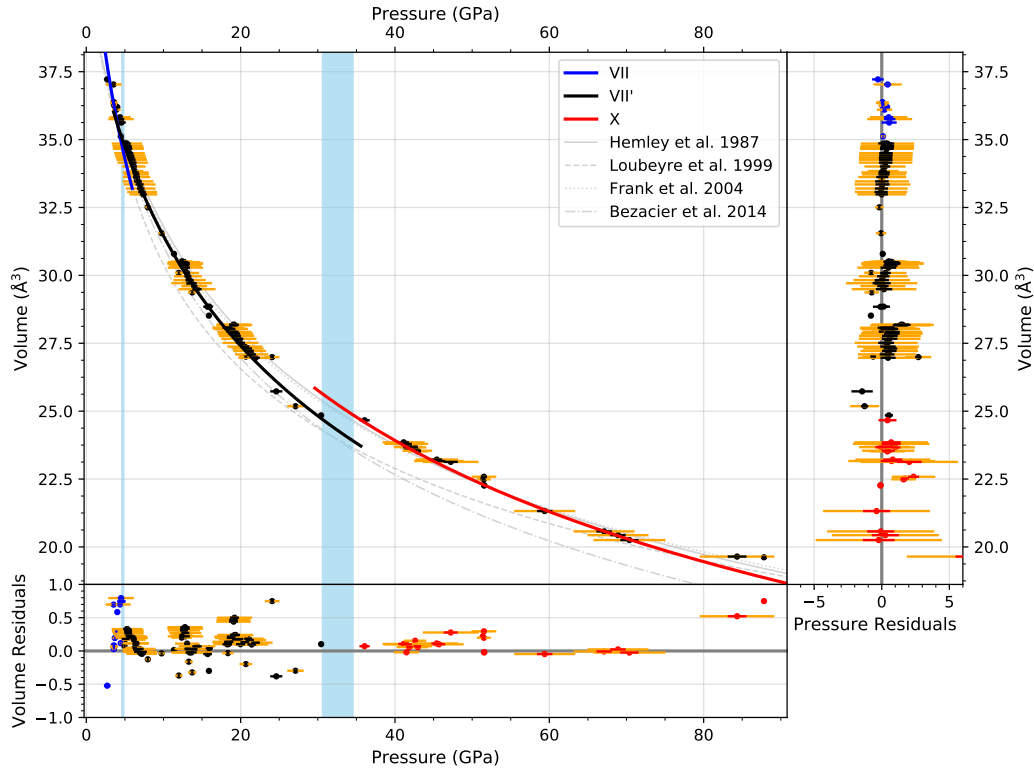 Pressure (GPa)
0 20 40 60 80
37.5
35.0
32.5
30.0
27.5
25.0
22.5
20.0
Volume (Å³)
VII
VII'
X
Hemley et al. 1987
Loubeyre et al. 1999
Frank et al. 2004
Bezacier et al. 2014
37.5
35.0
32.5
30.0
27.5
25.0
22.5
20.0
Volume (Å³)
−5 0 5
Pressure Residuals
1.0
0.5
0.0
−0.5
−1.0
Volume Residuals
0 20 40 60 80
Pressure (GPa)